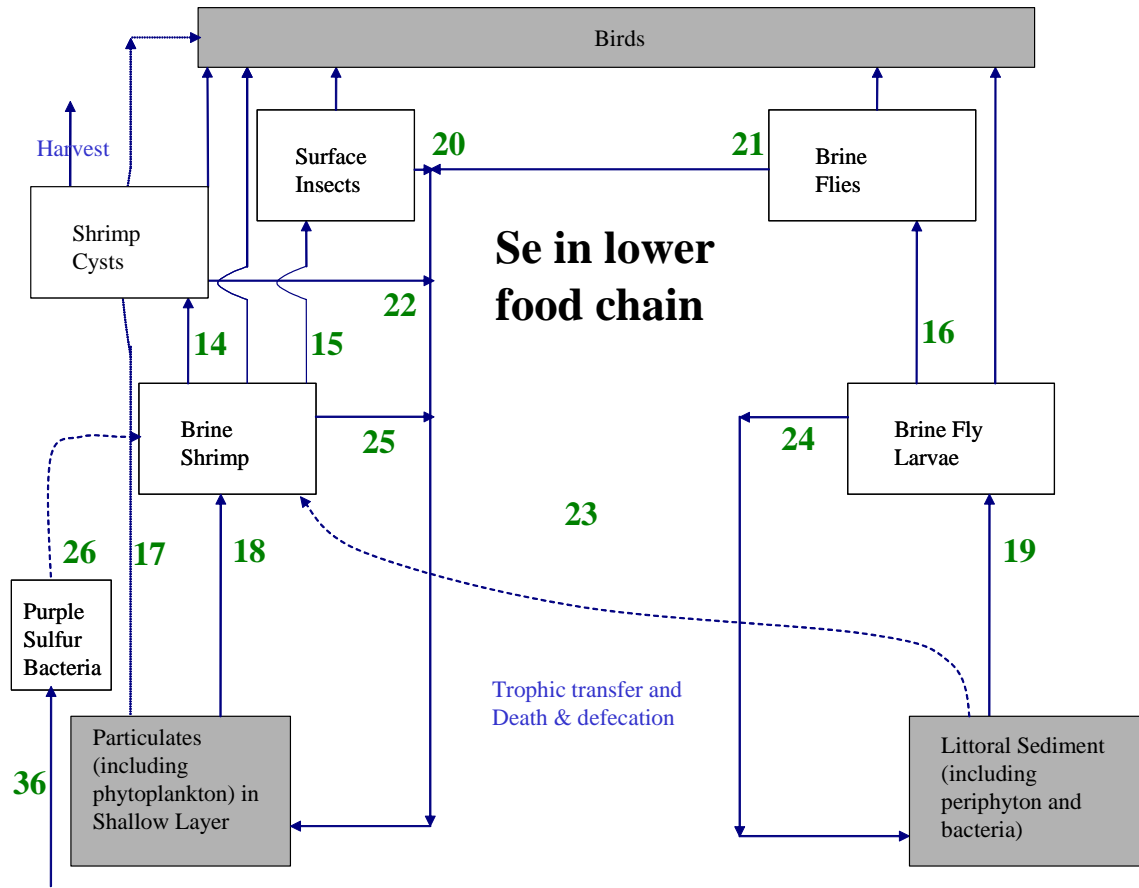 Birds
Harvest
Surface
Insects
20
21
Brine
Flies
Shrimp
Cysts
Se in lower
food chain
22
14
15
16
Brine
Shrimp
25
24
Brine Fly
Larvae
23
26
17
18
19
Purple
Sulfur
Bacteria
Trophic transfer and
Death & defecation
Particulates
(including
phytoplankton) in
Shallow Layer
Littoral Sediment
(including
periphyton and
bacteria)
36